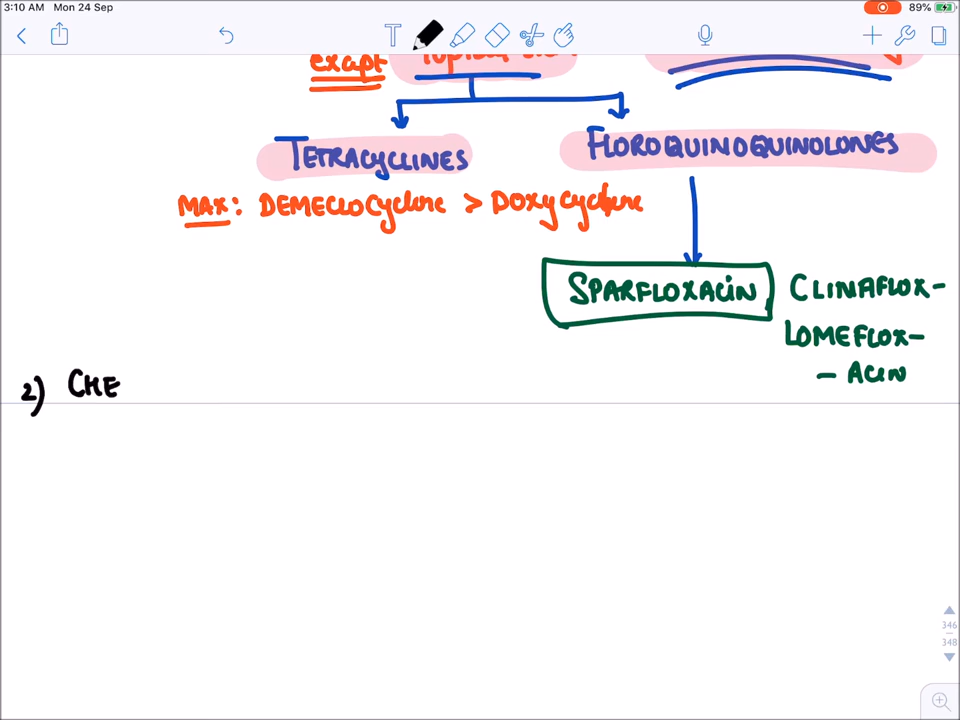 3:10 AM Mon 24 Sep
89%
T
exapt
TETRACYCLINES
FLOROQUINOQUINOLONES
MAX: DEMECLOCYCLINE > DOXYCYCLINE
SPARFLOXACIN
CLINAFLOX-
LOMEFLOX-
- ACIN
2) CHE
346
348